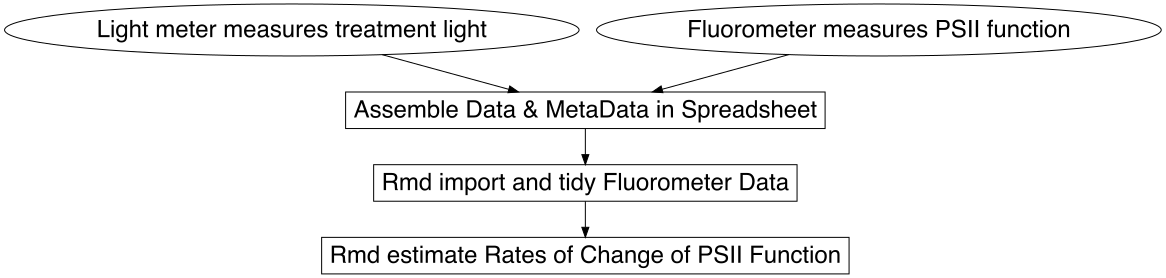 Light meter measures treatment light
Fluorometer measures PSII function
Assemble Data & MetaData in Spreadsheet
Rmd import and tidy Fluorometer Data
Rmd estimate Rates of Change of PSII Function